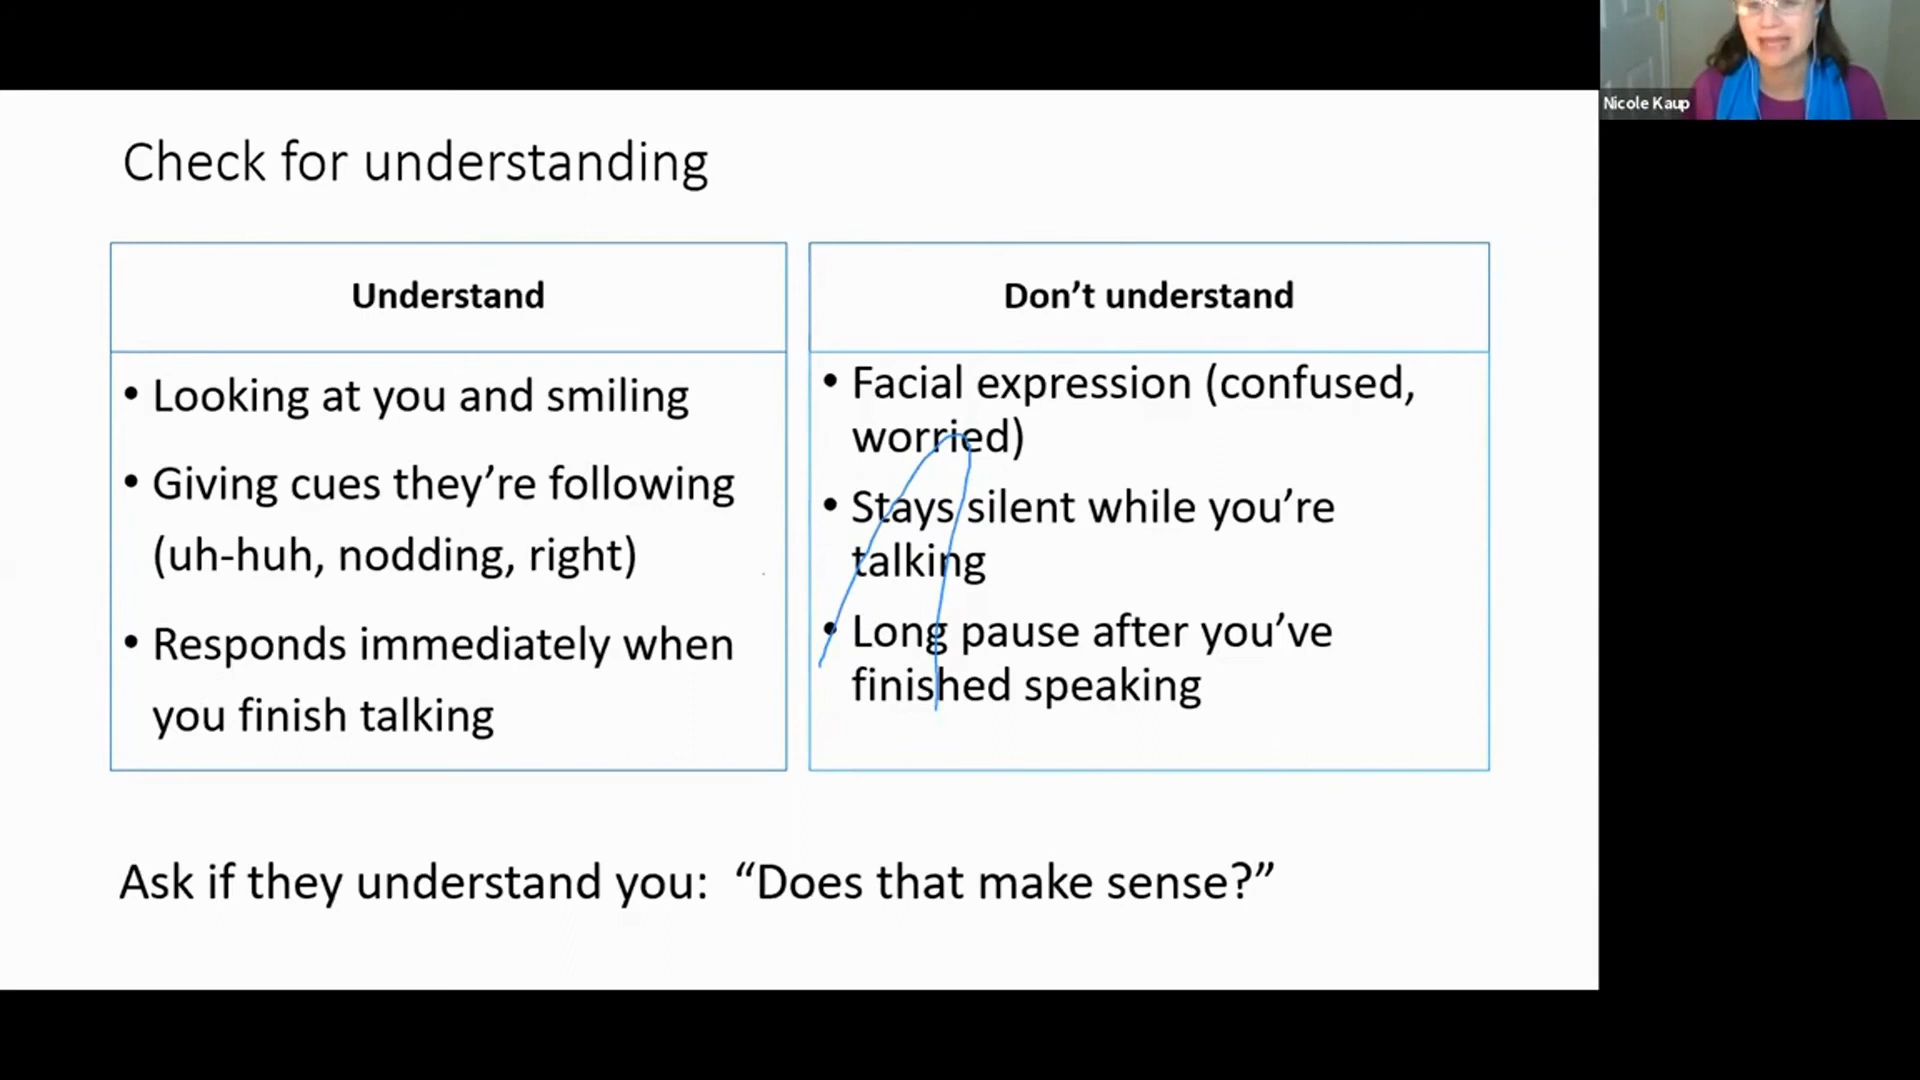 Nicole Kaup
Check for understanding
Understand
• Looking at you and smiling
• Giving cues they’re following
(uh-huh, nodding, right)
• Responds immediately when
you finish talking
Don’t understand
• Facial expression (confused,
worried)
• Stays silent while you’re
talking
• Long pause after you’ve
finished speaking
Ask if they understand you: “Does that make sense?”